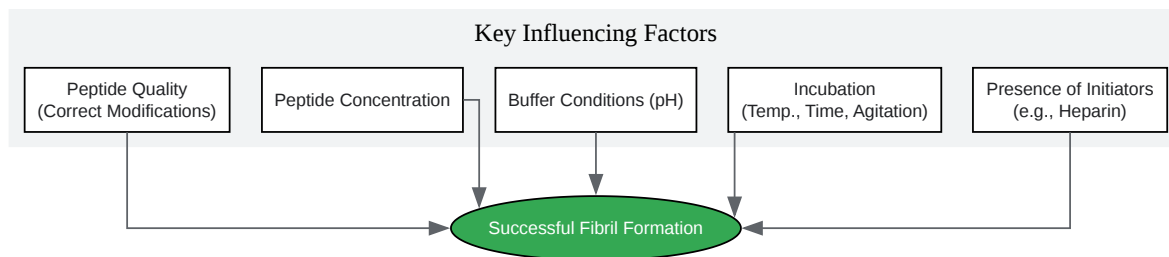 Key Influencing Factors
Peptide Quality
(Correct Modifications)
Peptide Concentration
Buffer Conditions (pH)
Incubation
(Temp., Time, Agitation)
Presence of Initiators
(e.g., Heparin)
Successful Fibril Formation